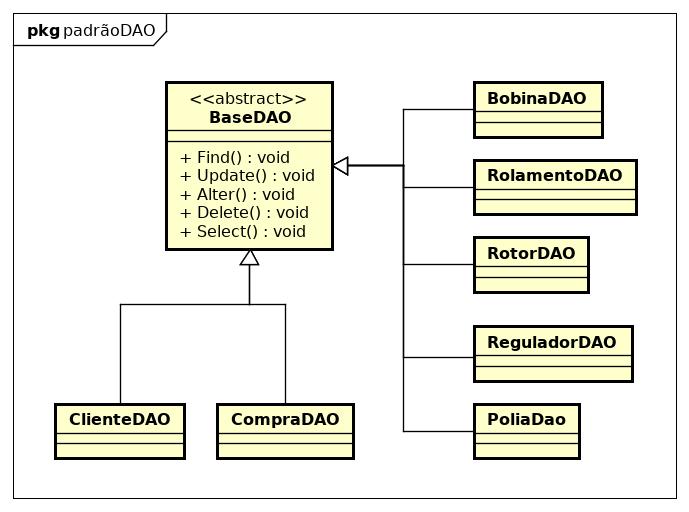 pkg padrãoDAO
<<abstract>>
BaseDAO
+ Find() : void
+ Update() : void
+ Alter() : void
+ Delete() : void
+ Select() : void
BobinaDAO
RolamentoDAO
RotorDAO
ReguladorDAO
PoliaDao
ClienteDAO
CompraDAO